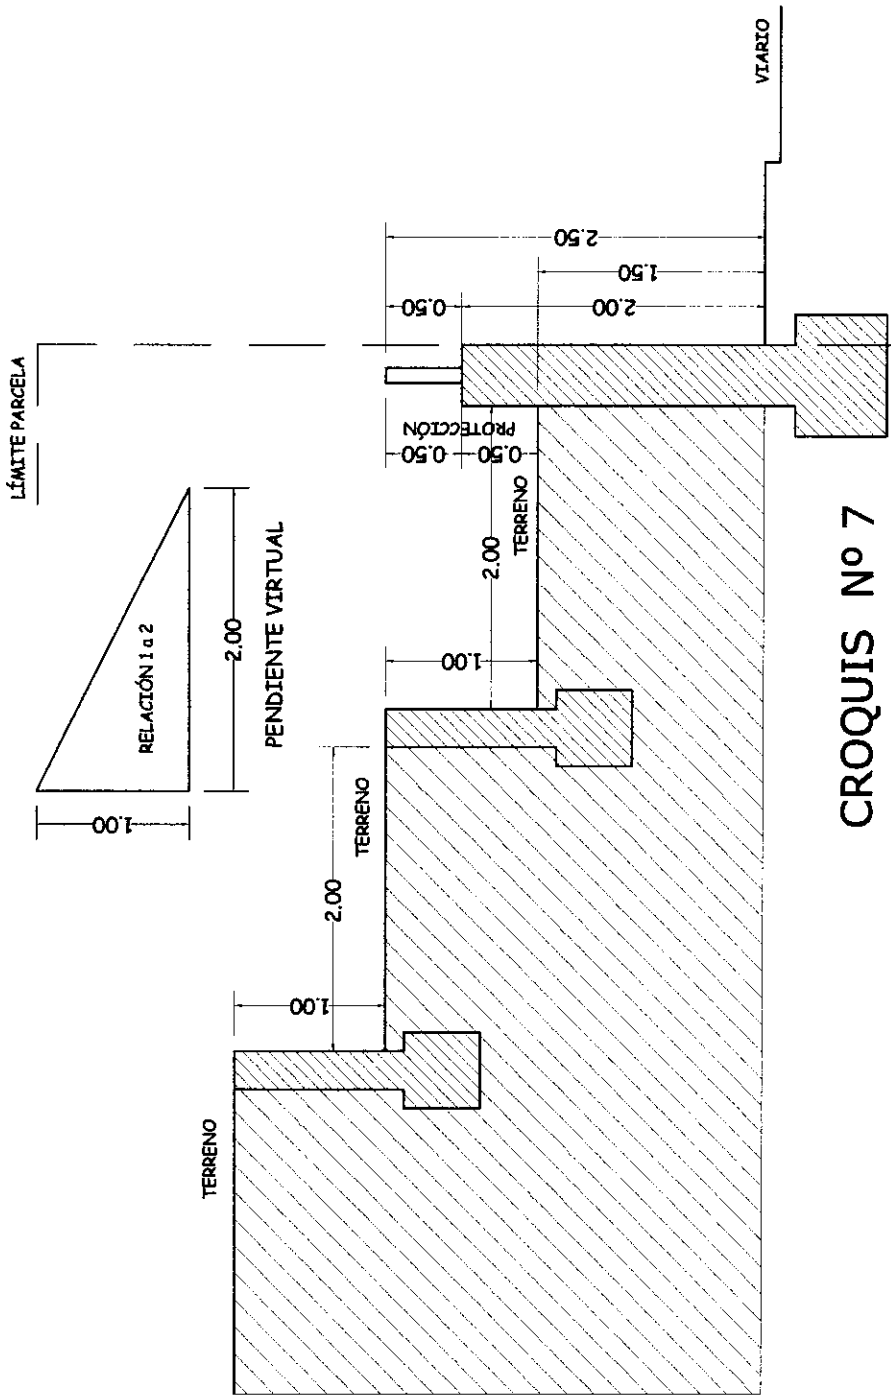 LÍMITE PARCELA
VIARIO
RELACIÓN 1 a 2
1.00
2.00
PENDIENTE VIRTUAL
2.50
0.50
1.50
2.00
PROTECCIÓN
0.50
0.50
TERRENO
2.00
1.00
TERRENO
2.00
1.00
TERRENO
CROQUIS Nº 7